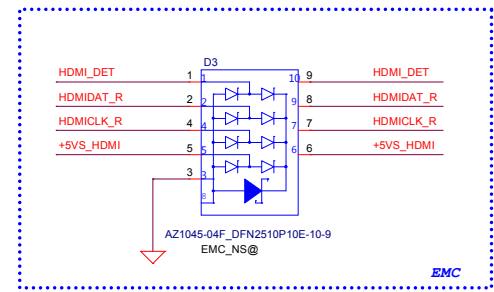 D3
HDMI_DET 1 1 10 9 HDMI_DET
HDMIDAT_R 2 2 9 8 HDMIDAT_R
HDMICLK_R 4 4 7 7 HDMICLK_R
+5VS_HDMI 5 5 6 6 +5VS_HDMI
3 3
8
AZ1045-04F_DFN2510P10E-10-9
EMC_NS@
EMC